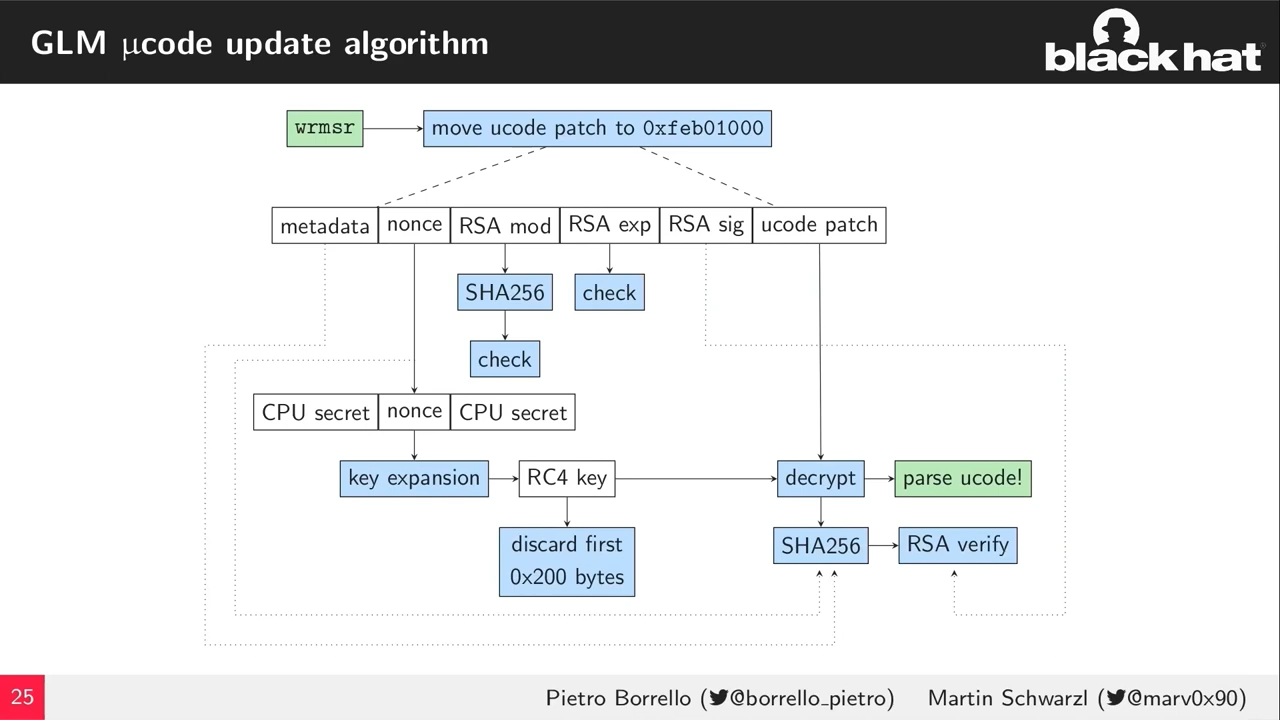 GLM μcode update algorithm
black hat
wrmsr
move ucode patch to 0xfeb01000
metadata
nonce
RSA mod
RSA exp
RSA sig
ucode patch
SHA256
check
check
CPU secret
nonce
CPU secret
key expansion
RC4 key
decrypt
parse ucode!
discard first
0x200 bytes
SHA256
RSA verify
25
Pietro Borrello (@borrello_pietro)
Martin Schwarzl (@marv0x90)